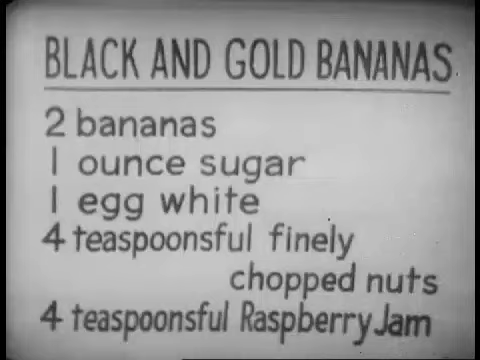 BLACK AND GOLD BANANAS
2 bananas
1 ounce sugar
1 egg white
4 teaspoonsful finely
chopped nuts
4 teaspoonsful Raspberry Jam